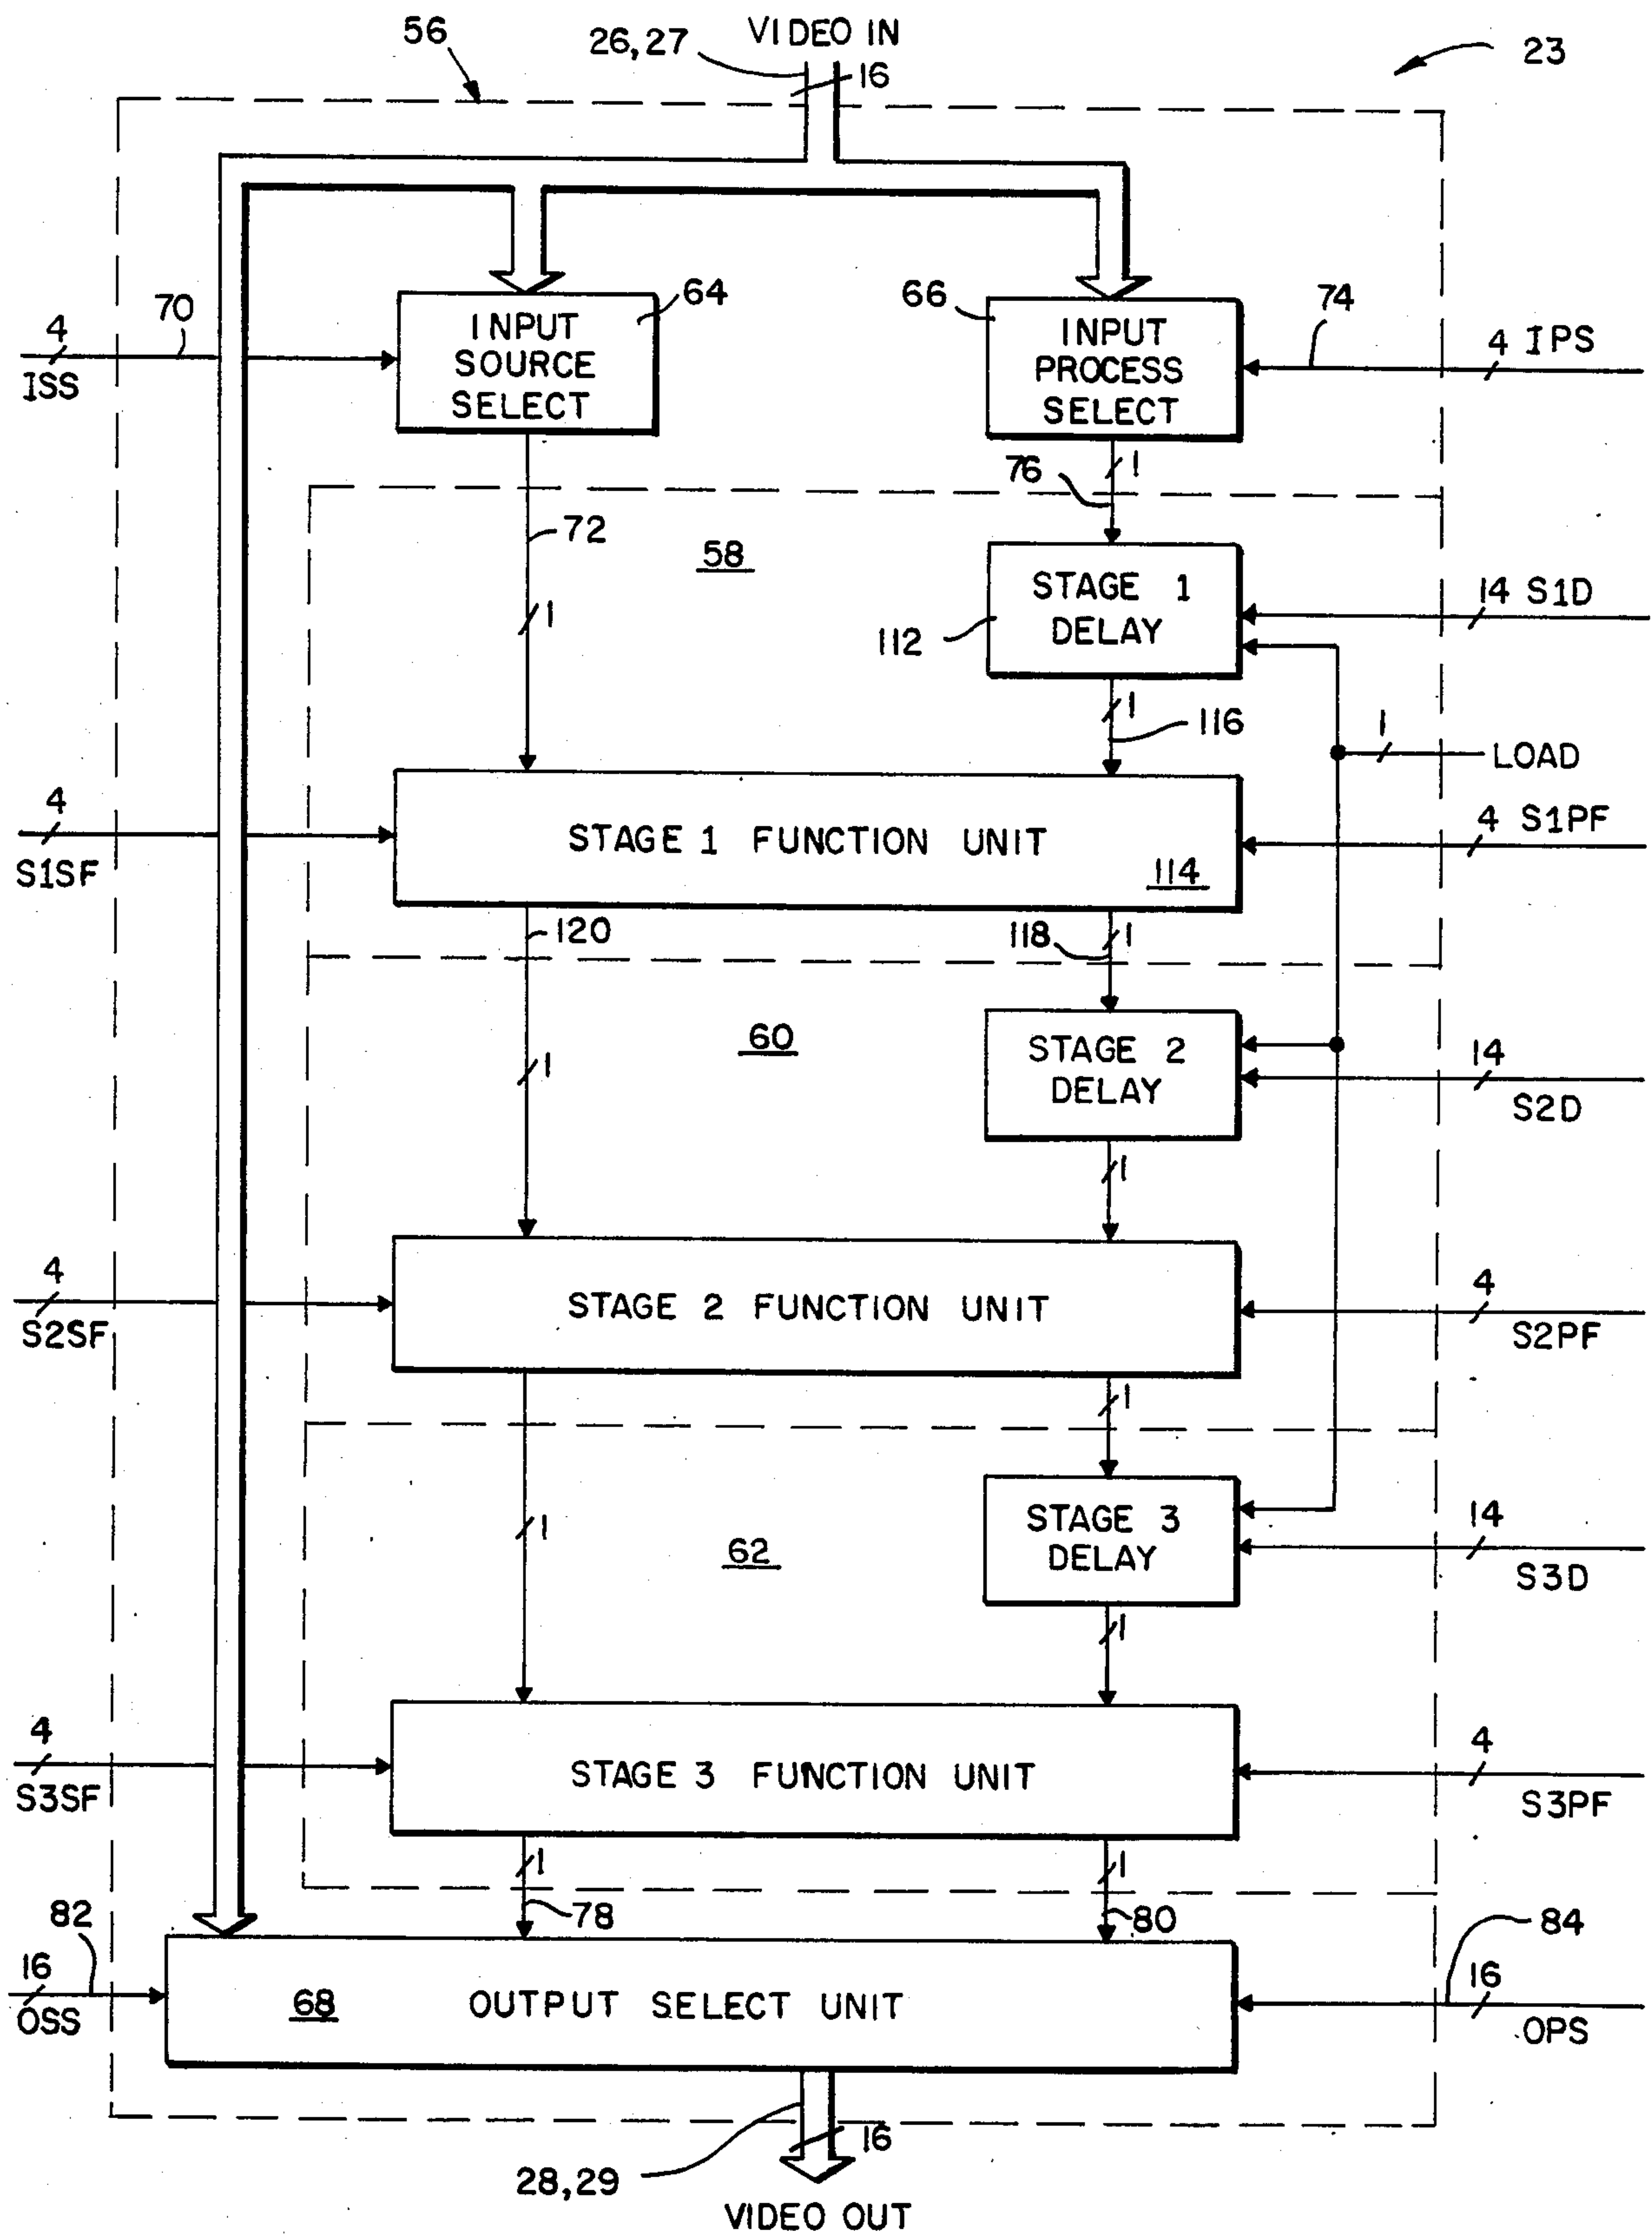 56
26,27
VIDEO IN
16
23
64
INPUT
SOURCE
SELECT
66
INPUT
PROCESS
SELECT
70
4
ISS
74
4 IPS
76
1
72
1
58
STAGE 1
DELAY
112
14 S1D
1
116
1
LOAD
4
S1SF
STAGE 1 FUNCTION UNIT
114
4 S1PF
120
118
1
60
1
STAGE 2
DELAY
14
S2D
1
4
S2SF
STAGE 2 FUNCTION UNIT
4
S2PF
1
1
62
STAGE 3
DELAY
14
S3D
1
4
S3SF
STAGE 3 FUNCTION UNIT
4
S3PF
1
1
78
80
82
84
16
OSS
68
OUTPUT SELECT UNIT
16
OPS
16
28,29
VIDEO OUT